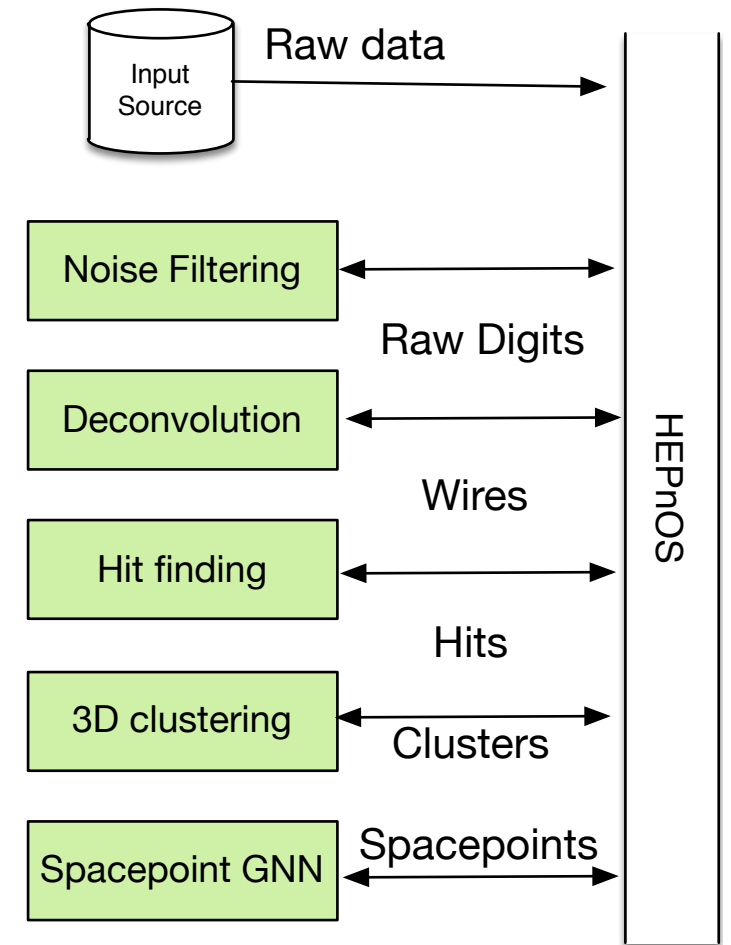 Raw data
Input
Source
Noise Filtering
Raw Digits
Deconvolution
Wires
HEPnOS
Hit finding
Hits
3D clustering
Clusters
Spacepoints
Spacepoint GNN